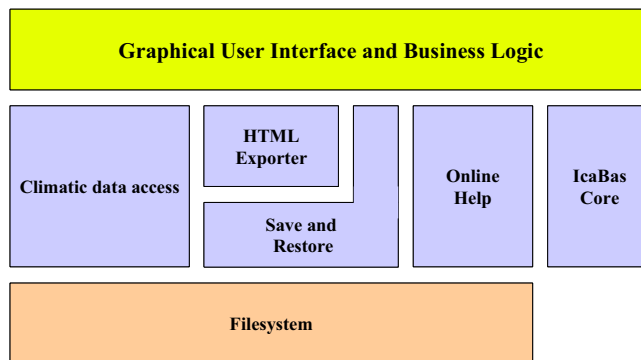 Graphical User Interface and Business Logic
Climatic data access
HTML
Exporter
Save and
Restore
Online
Help
IcaBas
Core
Filesystem